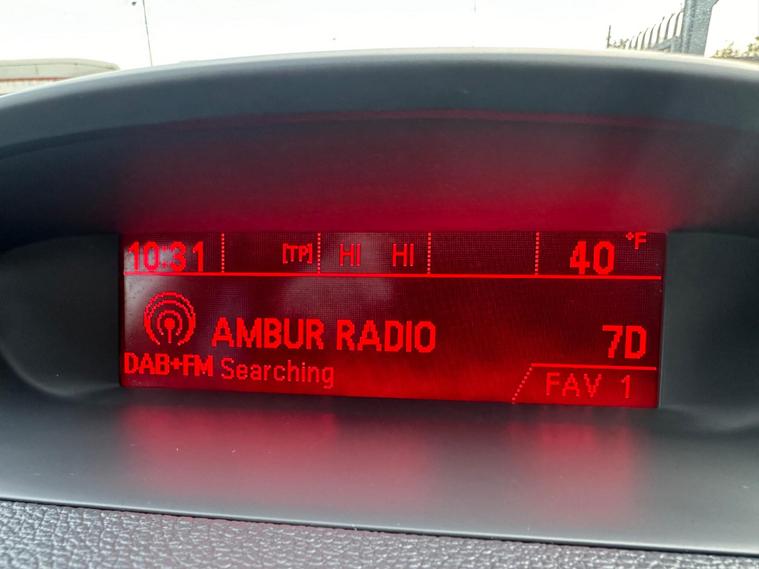 10:31 [TP] HI HI 40 °F
AMBUR RADIO 7D
DAB+FM Searching FAV 1